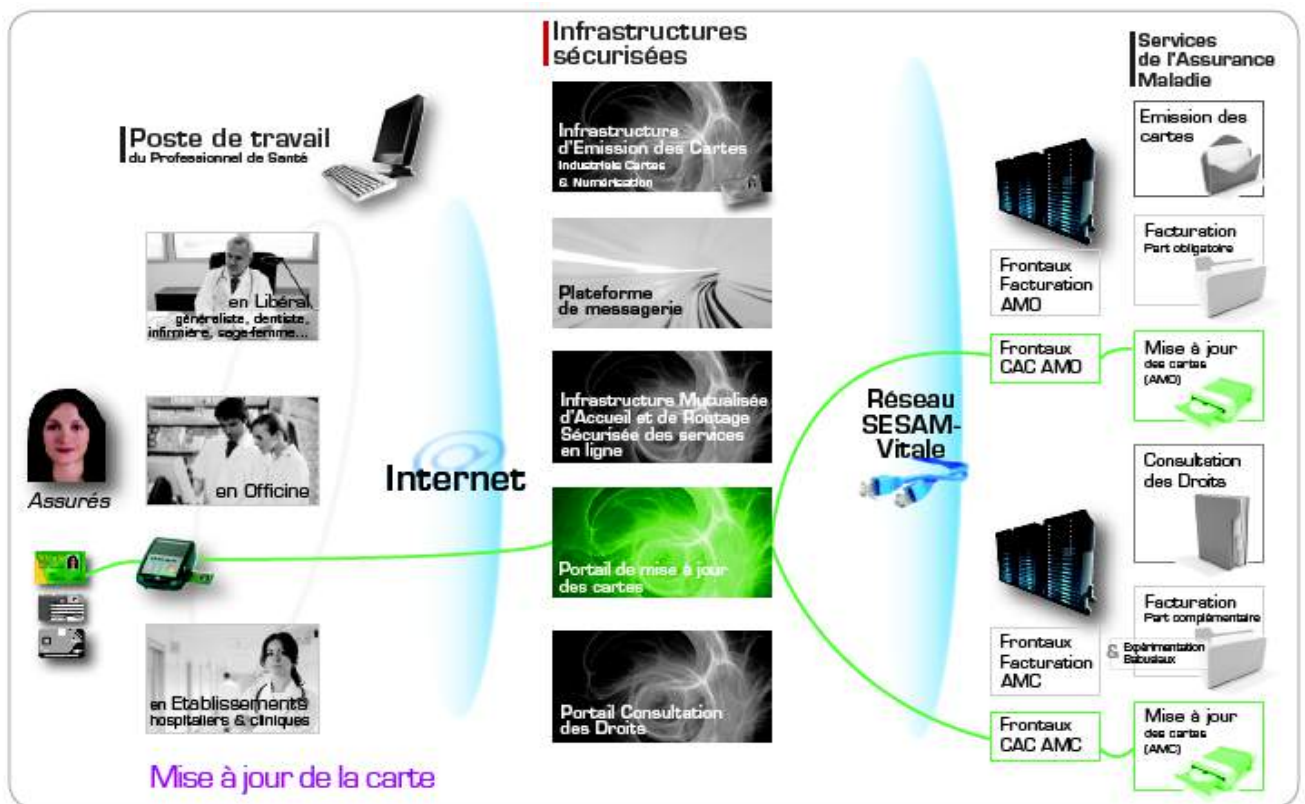 Infrastructures
sécurisées
Services
de l'Assurance
Maladie
Poste de travail
du Professionnel de Santé
Infrastructure
d'Emission des Cartes
Industriels Cartes
& Numérisation
Emission des
cartes
en Libéral
généraliste, dentiste,
infirmière, sage-femme...
Plateforme
de messagerie
Frontaux
Facturation
AMO
Facturation
Part obligatoire
Frontaux
CAC AMO
Mise à jour
des cartes
(AMO)
Assurés
en Officine
@
Internet
Infrastructure Mutualisée
d'Accueil et de Routage
Sécurisée des services
en ligne
Réseau
SESAM-
Vitale
Consultation
des Droits
Portail de mise à jour
des cartes
Facturation
Part complémentaire
& Expérimentation
Babusiaux
Frontaux
Facturation
AMC
en Etablissements
hospitaliers & cliniques
Portail Consultation
des Droits
Frontaux
CAC AMC
Mise à jour
des cartes
(AMC)
Mise à jour de la carte